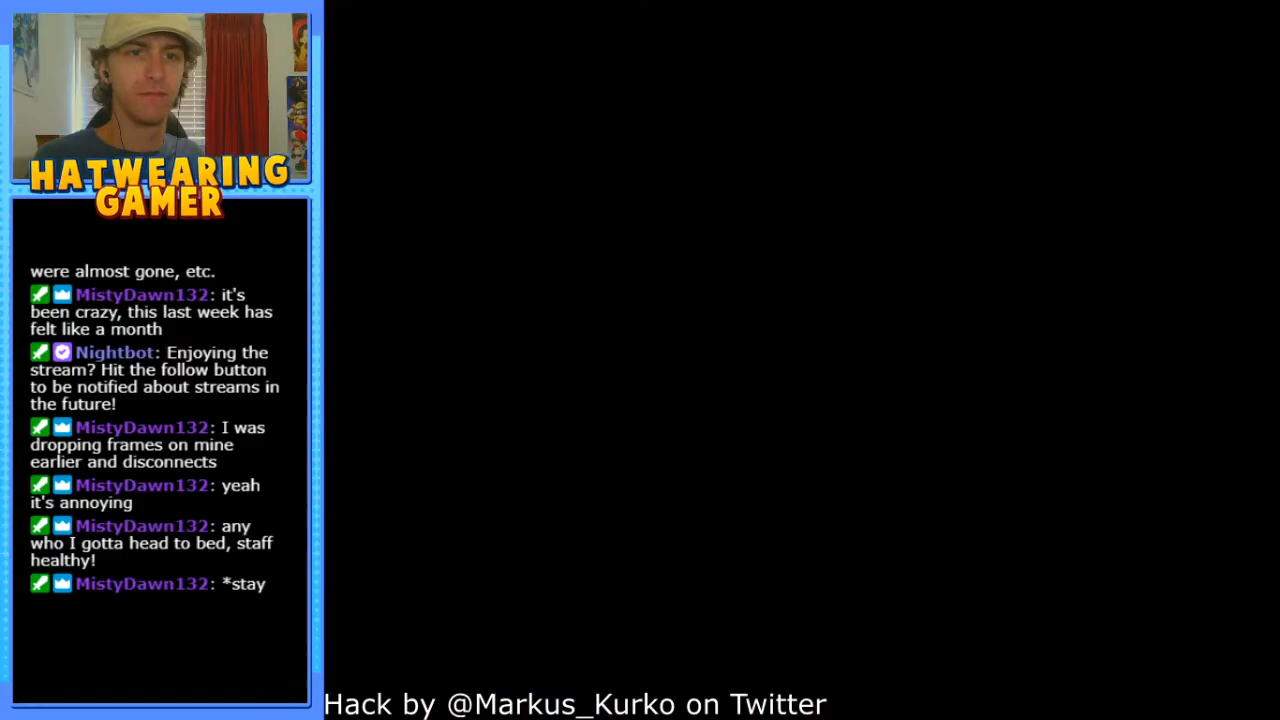 HATWEARING
GAMER
were almost gone, etc.
MistyDawn132: it's
been crazy, this last week has
felt like a month
Nightbot: Enjoying the
stream? Hit the follow button
to be notified about streams in
the future!
MistyDawn132: I was
dropping frames on mine
earlier and disconnects
MistyDawn132: yeah
it's annoying
MistyDawn132: any
who I gotta head to bed, staff
healthy!
MistyDawn132: *stay
Hack by @Markus_Kurko on Twitter